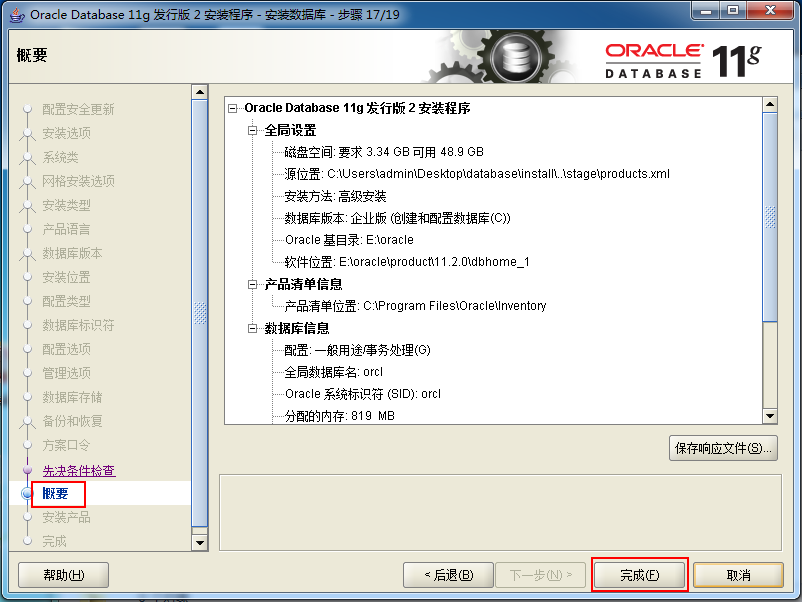 Oracle Database 11g 发行版 2 安装程序 - 安装数据库 - 步骤 17/19
概要
ORACLE
DATABASE
11g
配置安全更新
安装选项
系统类
网格安装选项
安装类型
产品语言
数据库版本
安装位置
配置类型
数据库标识符
配置选项
管理选项
数据库存储
备份和恢复
方案口令
先决条件检查
概要
安装产品
完成
Oracle Database 11g 发行版 2 安装程序
全局设置
磁盘空间: 要求 3.34 GB 可用 48.9 GB
源位置: C:\Users\admin\Desktop\database\install\..\stage\products.xml
安装方法: 高级安装
数据库版本: 企业版 (创建和配置数据库(C))
Oracle 基目录: E:\oracle
软件位置: E:\oracle\product\11.2.0\dbhome_1
产品清单信息
产品清单位置: C:\Program Files\Oracle\Inventory
数据库信息
配置: 一般用途/事务处理(G)
全局数据库名: orcl
Oracle 系统标识符 (SID): orcl
分配的内存: 819 MB
保存响应文件(S)...
帮助(H)
< 后退(B)
下一步(N) >
完成(F)
取消